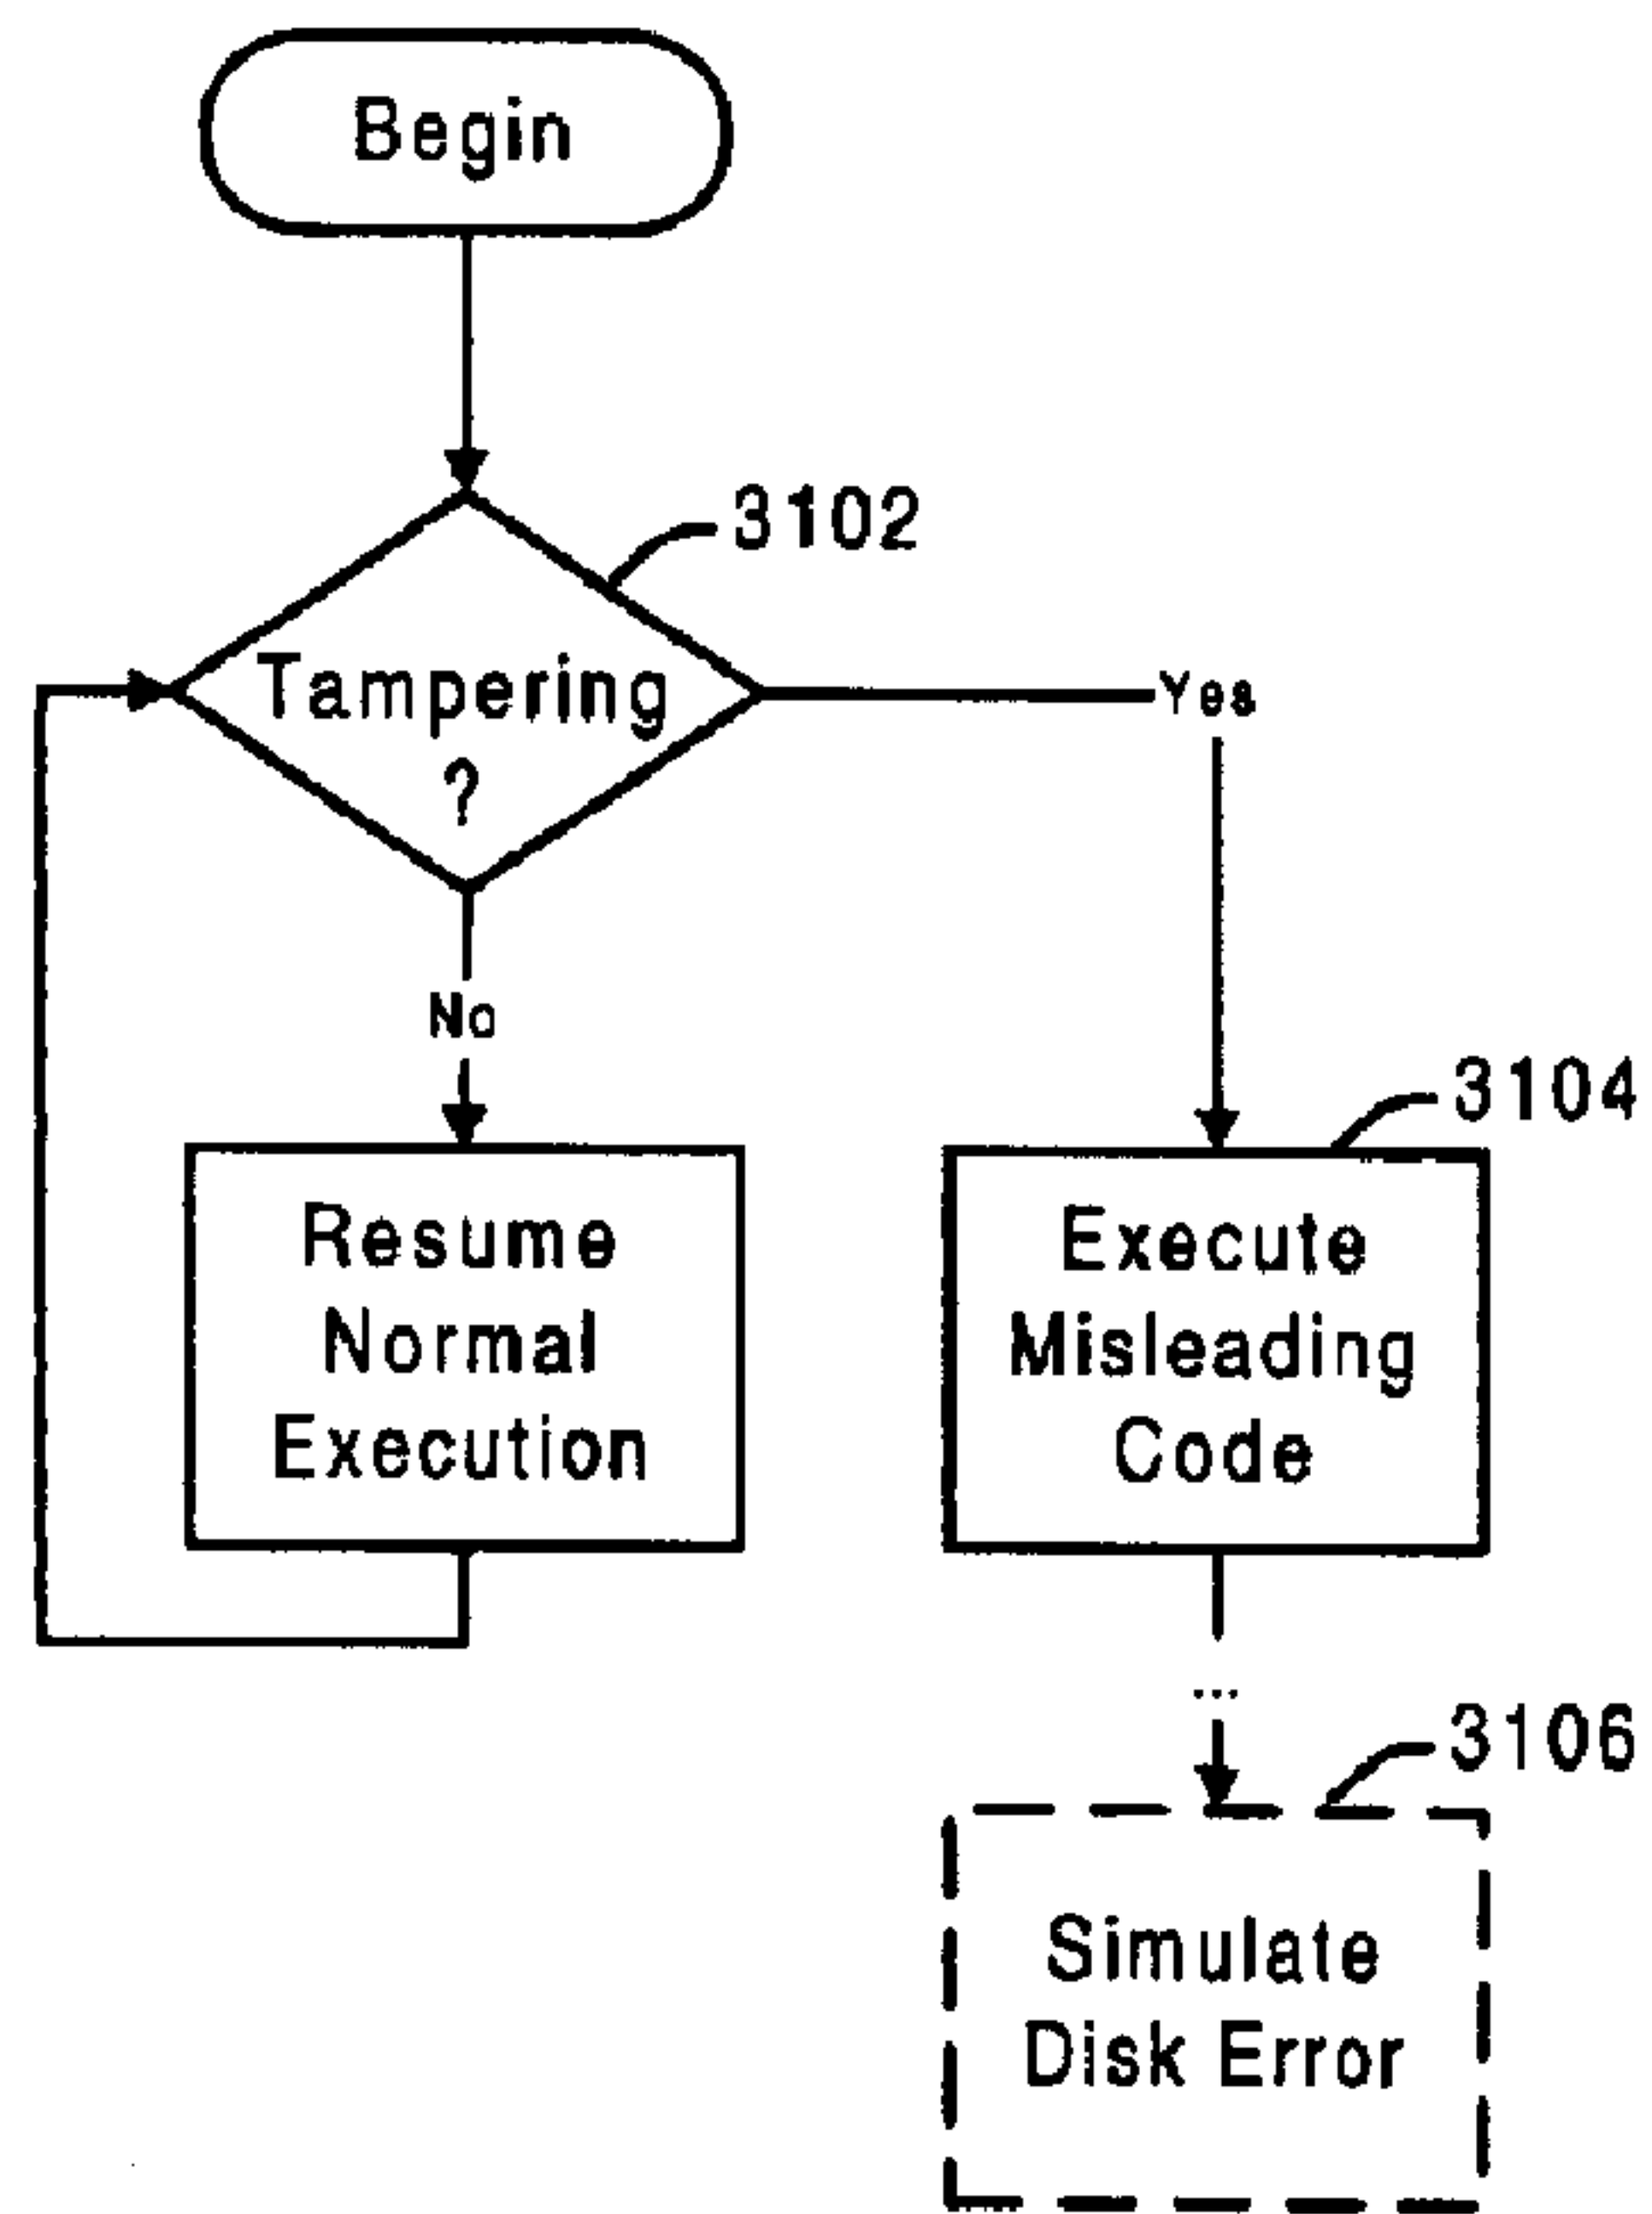 Begin
3102
Tampering
?
Yes
No
3104
Resume
Normal
Execution
Execute
Misleading
Code
3106
Simulate
Disk Error